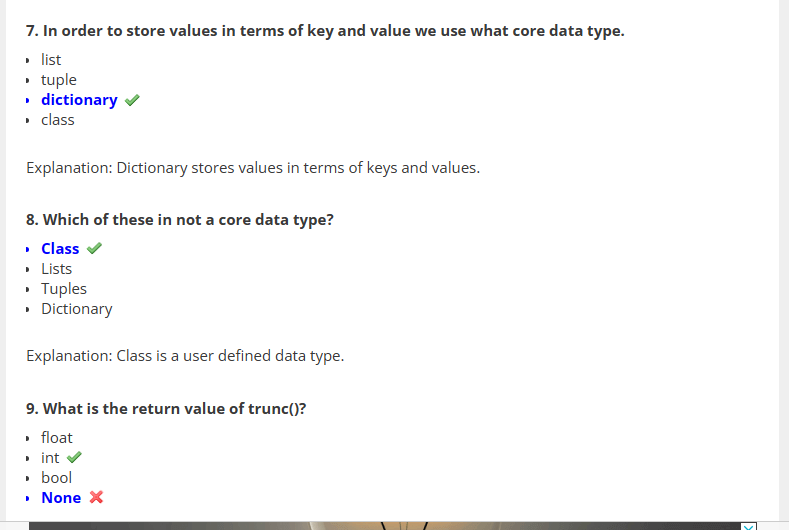 7. In order to store values in terms of key and value we use what core data type.
list
tuple
dictionary
class
Explanation: Dictionary stores values in terms of keys and values.
8. Which of these in not a core data type?
Class
Lists
Tuples
Dictionary
Explanation: Class is a user defined data type.
9. What is the return value of trunc()?
float
int
bool
None